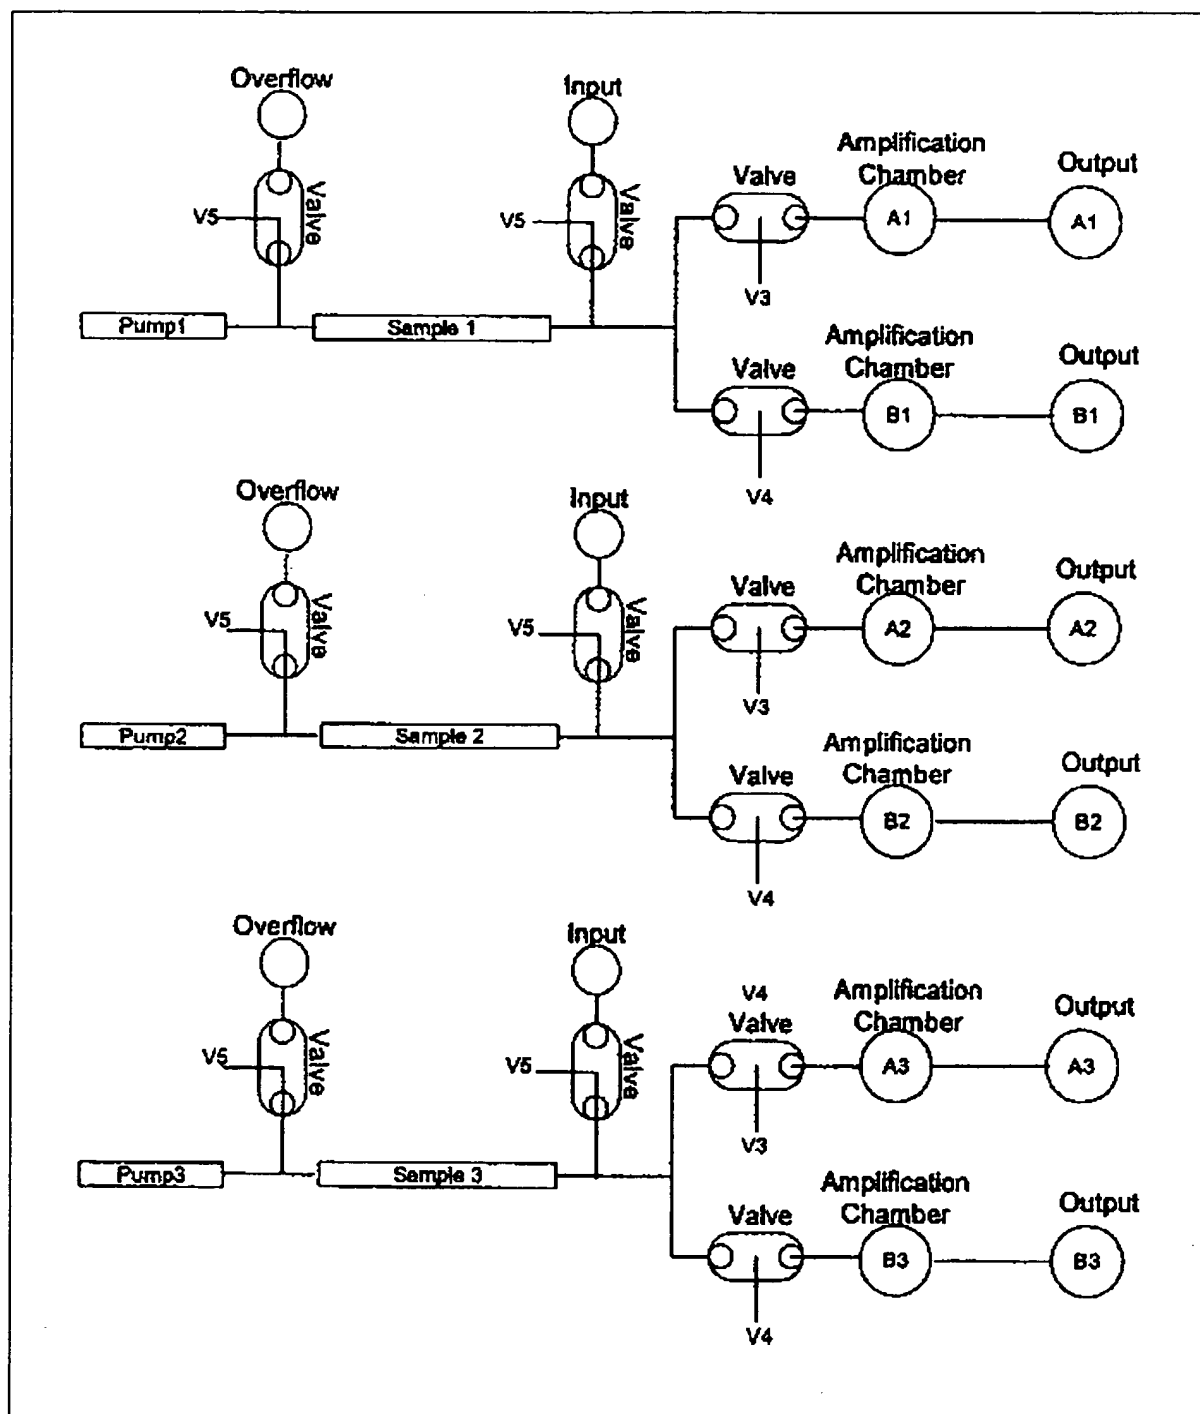 Overflow
Input
Amplification
Chamber
Output
Valve
Valve
Valve
V5
V5
A1
A1
V3
Pump1
Sample 1
Amplification
Chamber
Output
Valve
B1
B1
V4
Overflow
Input
Amplification
Chamber
Output
Valve
Valve
Valve
V5
V5
A2
A2
V3
Pump2
Sample 2
Amplification
Chamber
Output
Valve
B2
B2
V4
Overflow
Input
V4
Amplification
Chamber
Output
Valve
Valve
Valve
V5
V5
A3
A3
V3
Pump3
Sample 3
Amplification
Chamber
Output
Valve
B3
B3
V4